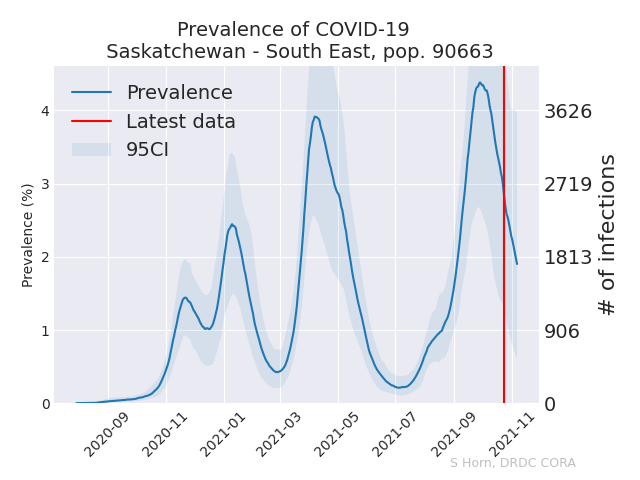 Prevalence of COVID-19
Saskatchewan - South East, pop. 90663
Prevalence
Latest data
95CI
Prevalence (%)
4
3
2
1
0
3626
2719
1813
906
0
# of infections
2020-09
2020-11
2021-01
2021-03
2021-05
2021-07
2021-09
2021-11
S Horn, DRDC CORA